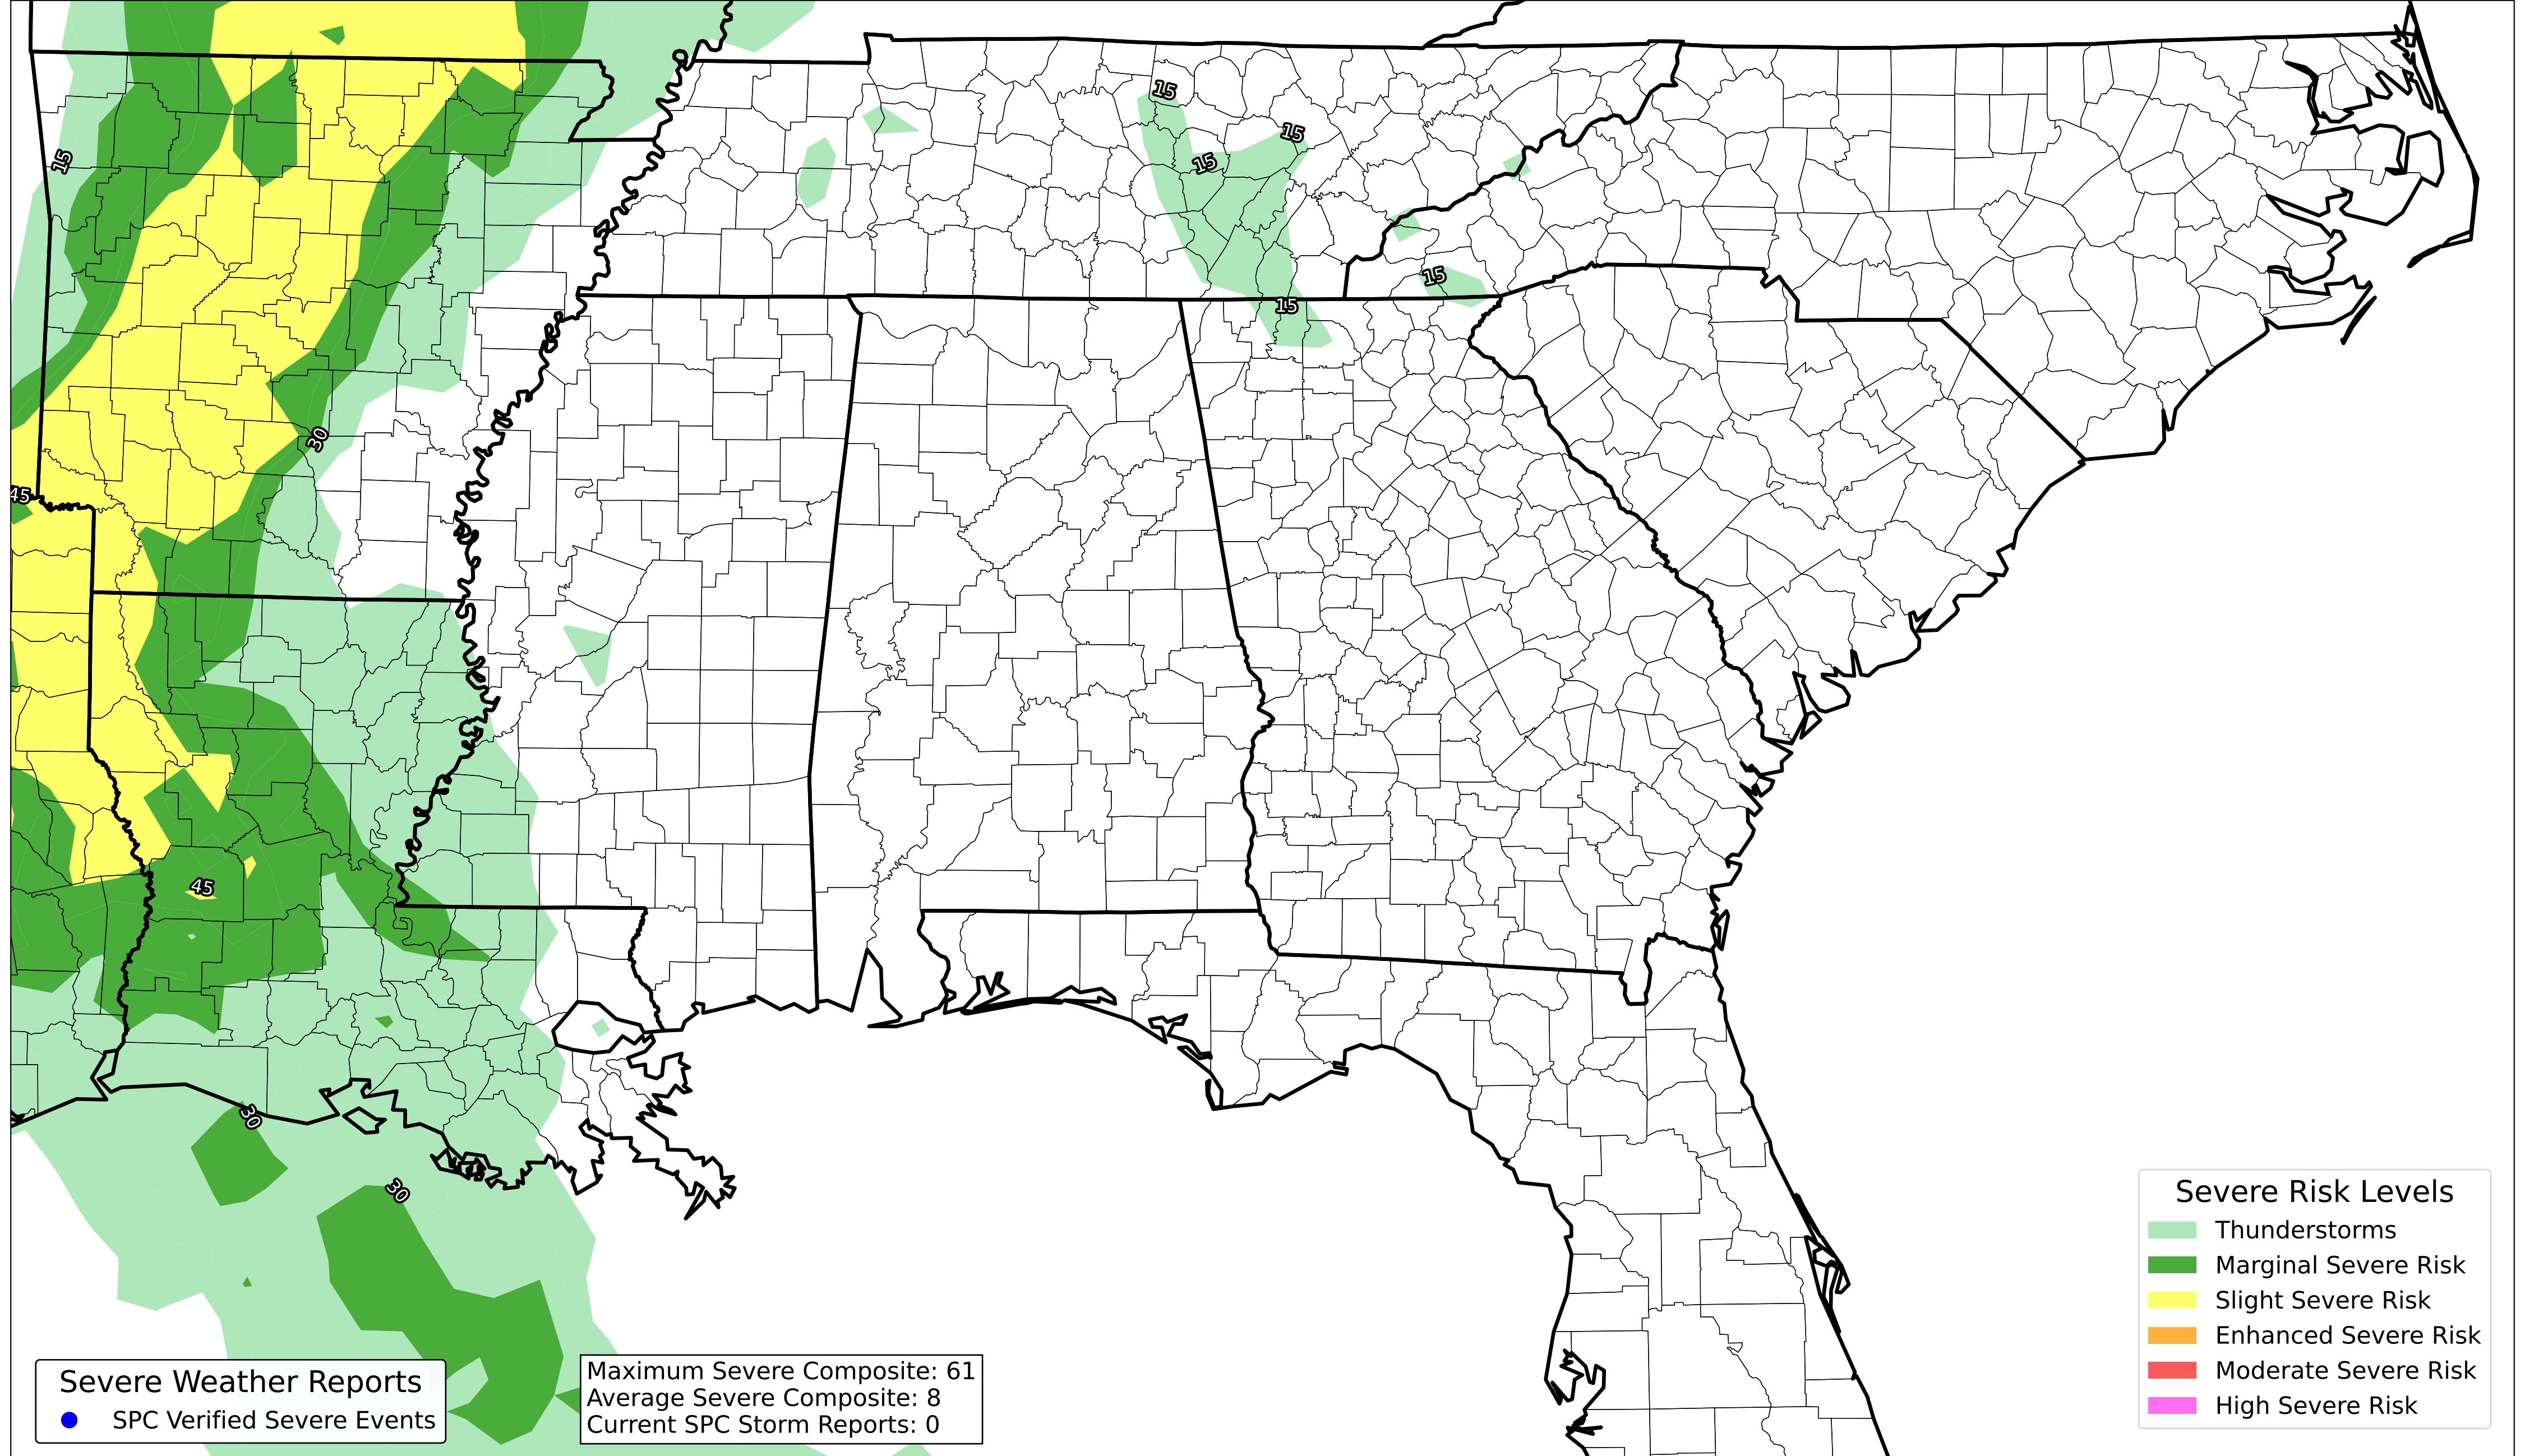 15
15
15
15
15
15
30
45
45
30
30
Severe Risk Levels
Thunderstorms
Marginal Severe Risk
Slight Severe Risk
Enhanced Severe Risk
Moderate Severe Risk
High Severe Risk
Severe Weather Reports
SPC Verified Severe Events
Maximum Severe Composite: 61
Average Severe Composite: 8
Current SPC Storm Reports: 0